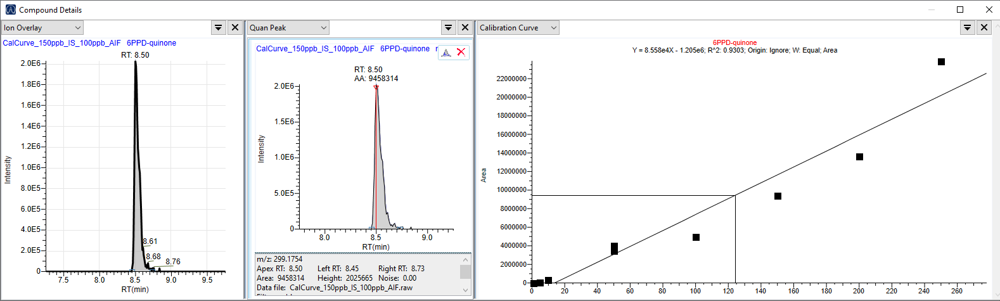 Compound Details
Ion Overlay
CalCurve_150ppb_IS_100ppb_AIF 6PPD-quinone
RT: 8.50
Intensity
2.0E6
1.8E6
1.6E6
1.4E6
1.2E6
1.0E6
8.0E5
6.0E5
4.0E5
2.0E5
0
8.61
8.68
8.76
7.5 8.0 8.5 9.0 9.5
RT(min)
Quan Peak
CalCurve_150ppb_IS_100ppb_AIF 6PPD-quinone
RT: 8.50
AA: 9458314
Intensity
2.0E6
1.5E6
1.0E6
5.0E5
0
8.0 8.5 9.0
RT(min)
m/z: 299.1754
Apex RT: 8.50 Left RT: 8.45 Right RT: 8.73
Area: 9458314 Height: 2025665 Noise: 0.00
Data file: CalCurve_150ppb_IS_100ppb_AIF.raw
Calibration Curve
6PPD-quinone
Y = 8.558e4X - 1.205e6; R^2: 0.9303; Origin: Ignore; W: Equal; Area
Area
22000000
20000000
18000000
16000000
14000000
12000000
10000000
8000000
6000000
4000000
2000000
0
0 20 40 60 80 100 120 140 160 180 200 220 240 260